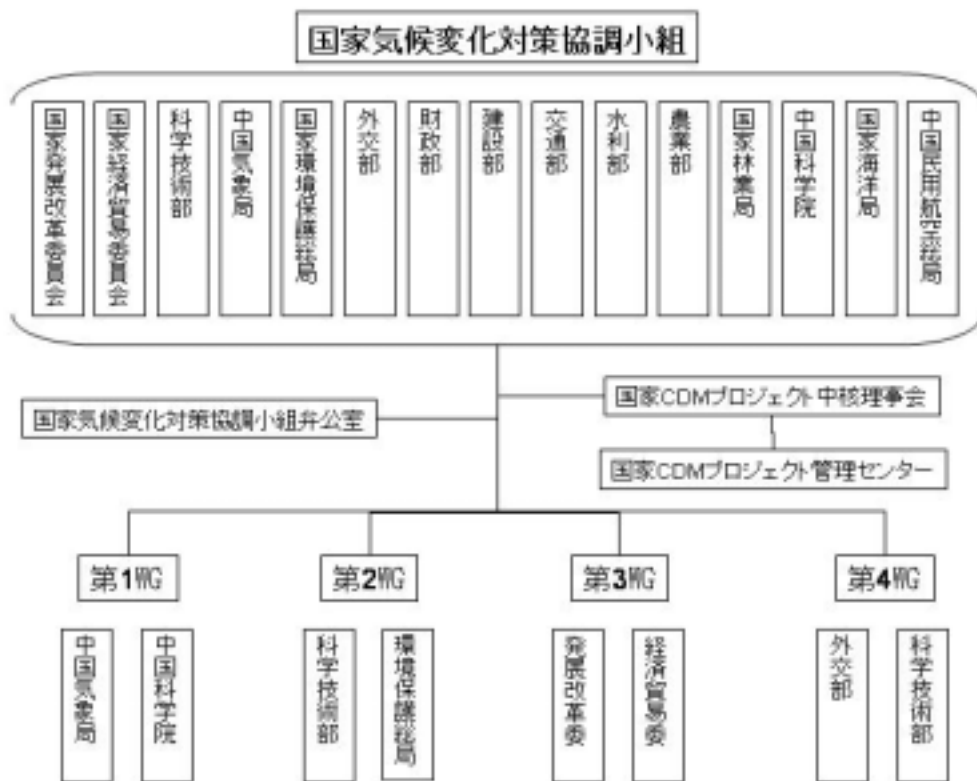 国家気候変化対策協調小組
国家発展改革委員会
国家経済貿易委員会
科学技術部
中国気象局
国家環境保護総局
外交部
財政部
建設部
交通部
水利部
農業部
国家林業局
中国科学院
国家海洋局
中国民用航空総局
国家CDMプロジェクト中核理事会
国家気候変化対策協調小組弁公室
国家CDMプロジェクト管理センター
第1WG
第2WG
第3WG
第4WG
中国気象局
中国科学院
科学技術部
環境保護総局
発展改革委
経済貿易委
外交部
科学技術部